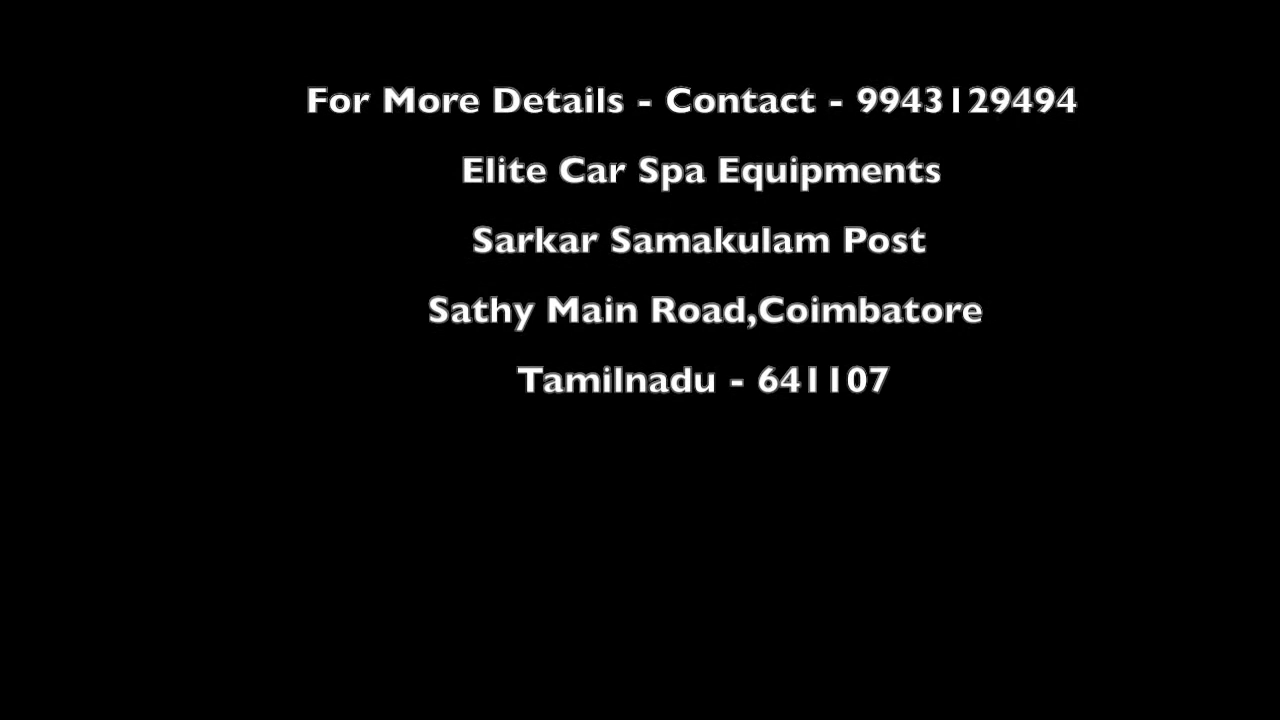 For More Details - Contact - 9943129494
Elite Car Spa Equipments
Sarkar Samakulam Post
Sathy Main Road,Coimbatore
Tamilnadu - 641107